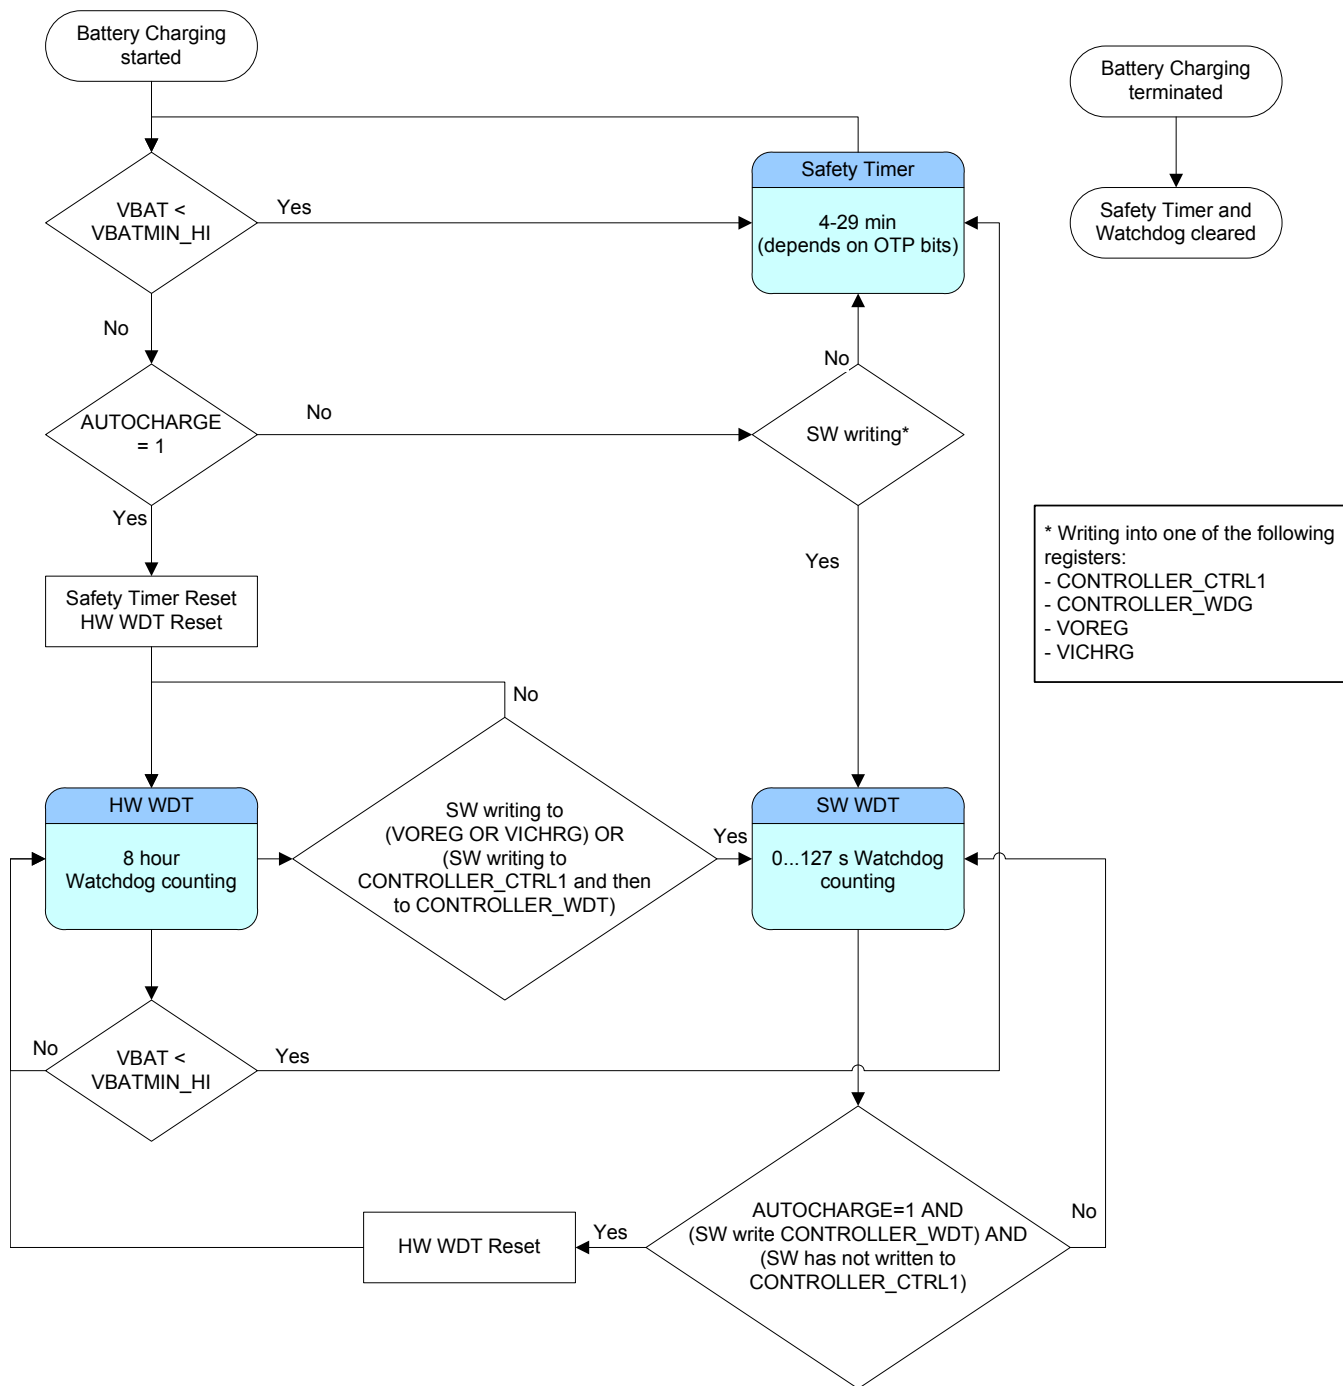 Battery Charging
started
Battery Charging
terminated
Safety Timer
VBAT <
VBATMIN_HI
Yes
4-29 min
(depends on OTP bits)
Safety Timer and
Watchdog cleared
No
No
AUTOCHARGE
= 1
No
SW writing*
Yes
Yes
* Writing into one of the following
registers:
- CONTROLLER_CTRL1
- CONTROLLER_WDG
- VOREG
- VICHRG
Safety Timer Reset
HW WDT Reset
No
HW WDT
8 hour
Watchdog counting
SW writing to
(VOREG OR VICHRG) OR
(SW writing to
CONTROLLER_CTRL1 and then
to CONTROLLER_WDT)
Yes
SW WDT
0...127 s Watchdog
counting
No
VBAT <
VBATMIN_HI
Yes
HW WDT Reset
Yes
AUTOCHARGE=1 AND
(SW write CONTROLLER_WDT) AND
(SW has not written to
CONTROLLER_CTRL1)
No